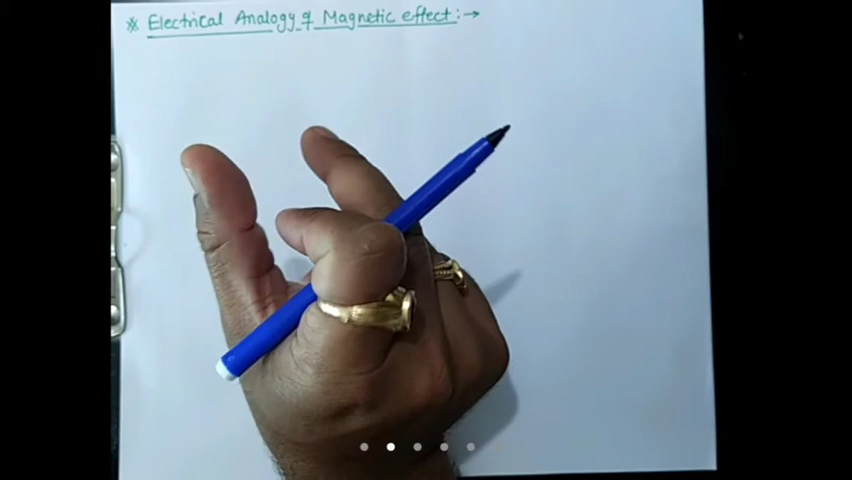 ※ Electrical Analogy of Magnetic effect :→